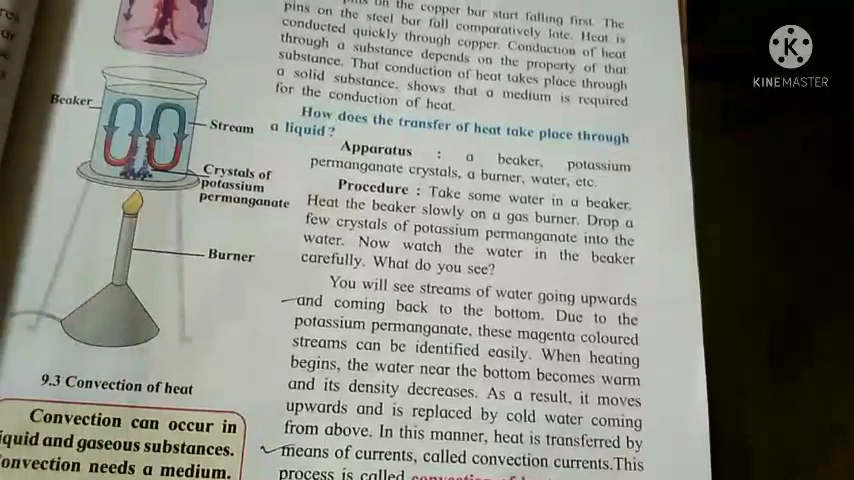 on the copper bar start falling first. The
pins on the steel bar fall comparatively late. Heat is
conducted quickly through copper. Conduction of heat
through a substance depends on the property of that
substance. That conduction of heat takes place through
a solid substance, shows that a medium is required
for the conduction of heat.
How does the transfer of heat take place through
a liquid ?
Apparatus : a beaker, potassium
permanganate crystals, a burner, water, etc.
Procedure : Take some water in a beaker.
Heat the beaker slowly on a gas burner. Drop a
few crystals of potassium permanganate into the
water. Now watch the water in the beaker
carefully. What do you see?
You will see streams of water going upwards
and coming back to the bottom. Due to the
potassium permanganate, these magenta coloured
streams can be identified easily. When heating
begins, the water near the bottom becomes warm
and its density decreases. As a result, it moves
upwards and is replaced by cold water coming
from above. In this manner, heat is transferred by
means of currents, called convection currents.This
process is called
Beaker
Stream
Crystals of
potassium
permanganate
Burner
9.3 Convection of heat
Convection can occur in
liquid and gaseous substances.
Convection needs a medium.
KINEMASTER